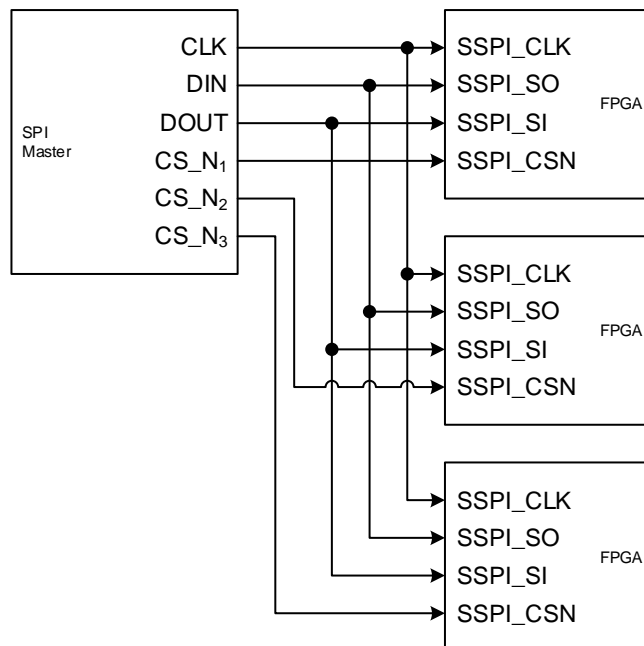 SPI
Master
CLK
DIN
DOUT
CS_N₁
CS_N₂
CS_N₃
SSPI_CLK
SSPI_SO
SSPI_SI
SSPI_CSN
FPGA
SSPI_CLK
SSPI_SO
SSPI_SI
SSPI_CSN
FPGA
SSPI_CLK
SSPI_SO
SSPI_SI
SSPI_CSN
FPGA